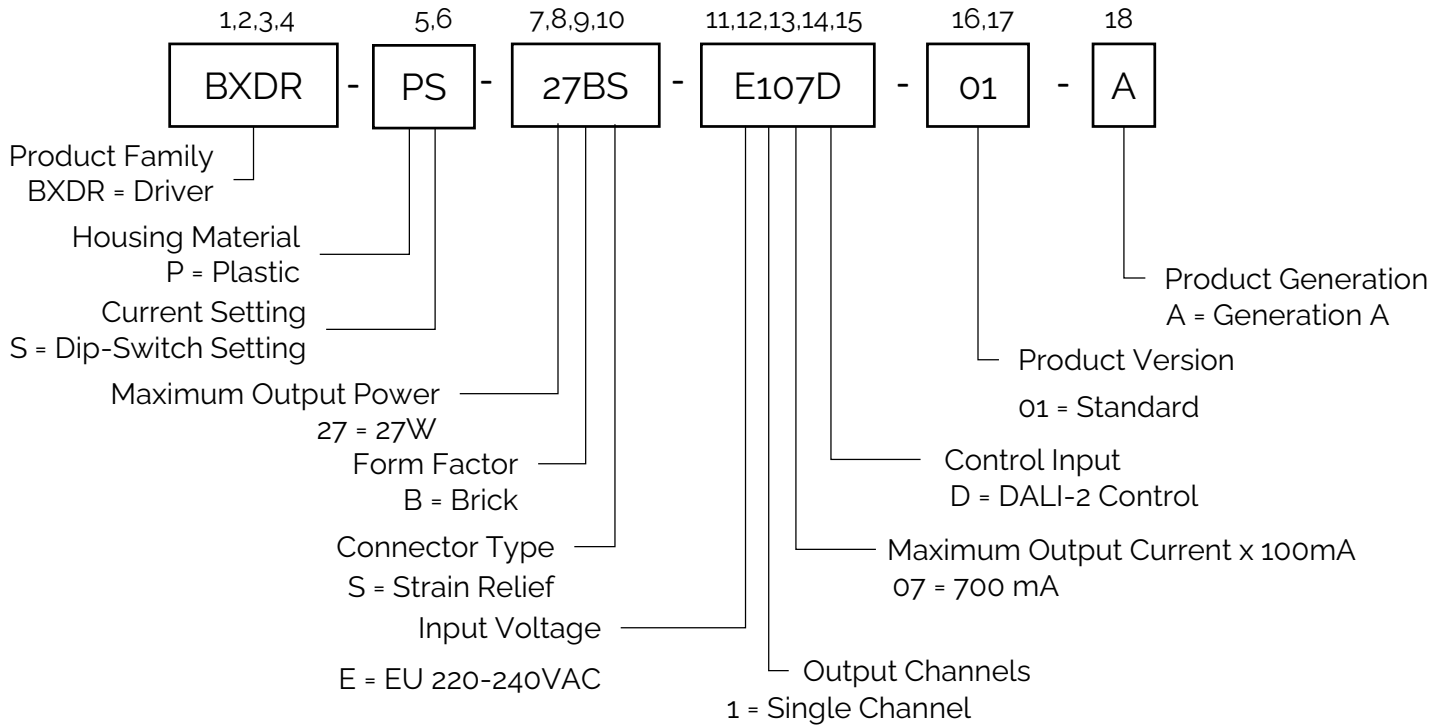 1,2,3,4 5,6 7,8,9,10 11,12,13,14,15 16,17 18
BXDR - PS - 27BS - E107D - 01 - A
Product Family
BXDR = Driver
Housing Material
P = Plastic
Current Setting
S = Dip-Switch Setting
Maximum Output Power
27 = 27W
Form Factor
B = Brick
Connector Type
S = Strain Relief
Input Voltage
E = EU 220-240VAC
Output Channels
1 = Single Channel
Maximum Output Current x 100mA
07 = 700 mA
Control Input
D = DALI-2 Control
Product Version
01 = Standard
Product Generation
A = Generation A